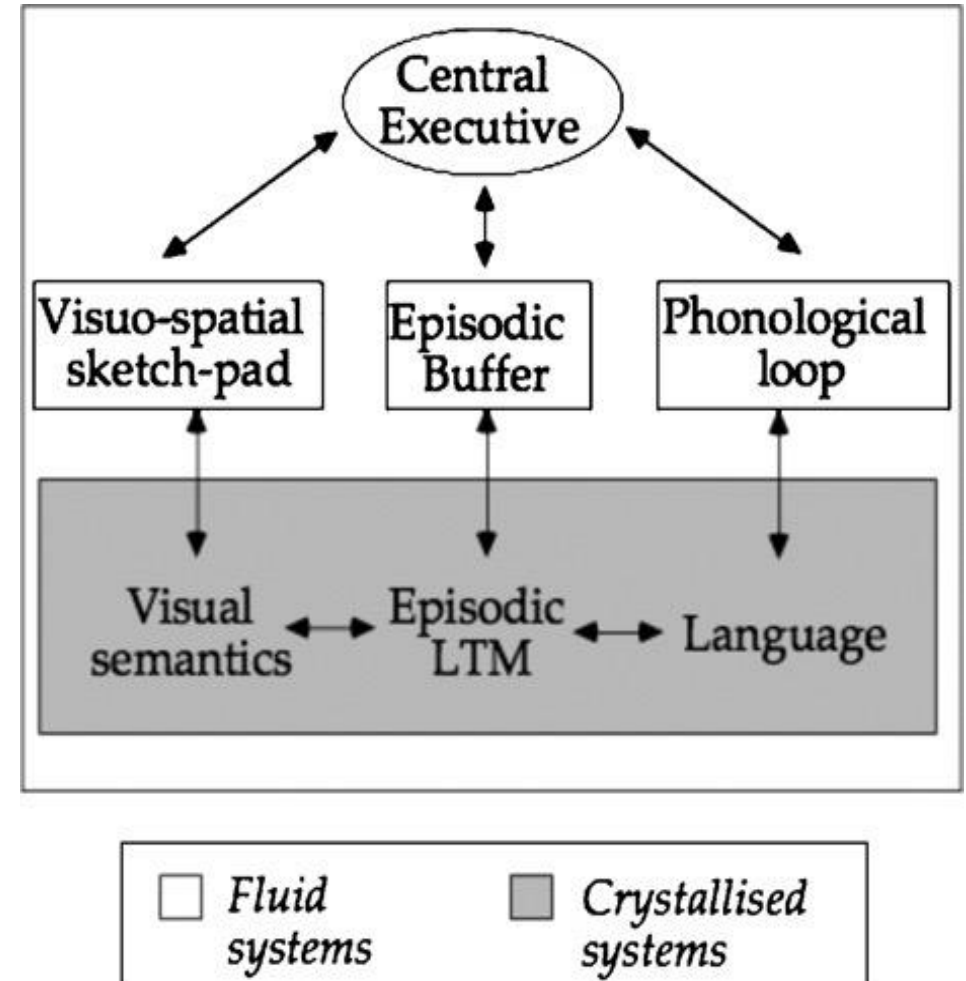 Central
Executive
Visuo-spatial
sketch-pad
Episodic
Buffer
Phonological
loop
Visual
semantics
Episodic
LTM
Language
Fluid
systems
Crystallised
systems